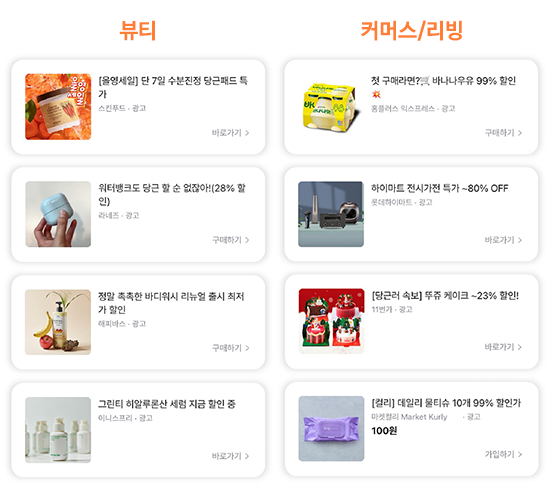 뷰티
[올영세일] 단 7일 수분진정 당근패드 특
가
스킨푸드 · 광고
바로가기 >
워터뱅크도 당근 할 순 없잖아!(28% 할
인)
라네즈 · 광고
구매하기 >
정말 촉촉한 바디워시 리뉴얼 출시 최저
가 할인
해피바스 · 광고
구매하기 >
그린티 히알루론산 세럼 지금 할인 중
이니스프리 · 광고
바로가기 >
커머스/리빙
첫 구매라면?🛒 바나나우유 99% 할인
💥
홈플러스 익스프레스 · 광고
구매하기 >
하이마트 전시가전 특가 ~80% OFF
롯데하이마트 · 광고
바로가기 >
[당근러 속보] 뚜쥬 케이크 ~23% 할인!
11번가 · 광고
바로가기 >
[컬리] 데일리 물티슈 10개 99% 할인가
마켓컬리 Market Kurly · 광고
100원
가입하기 >